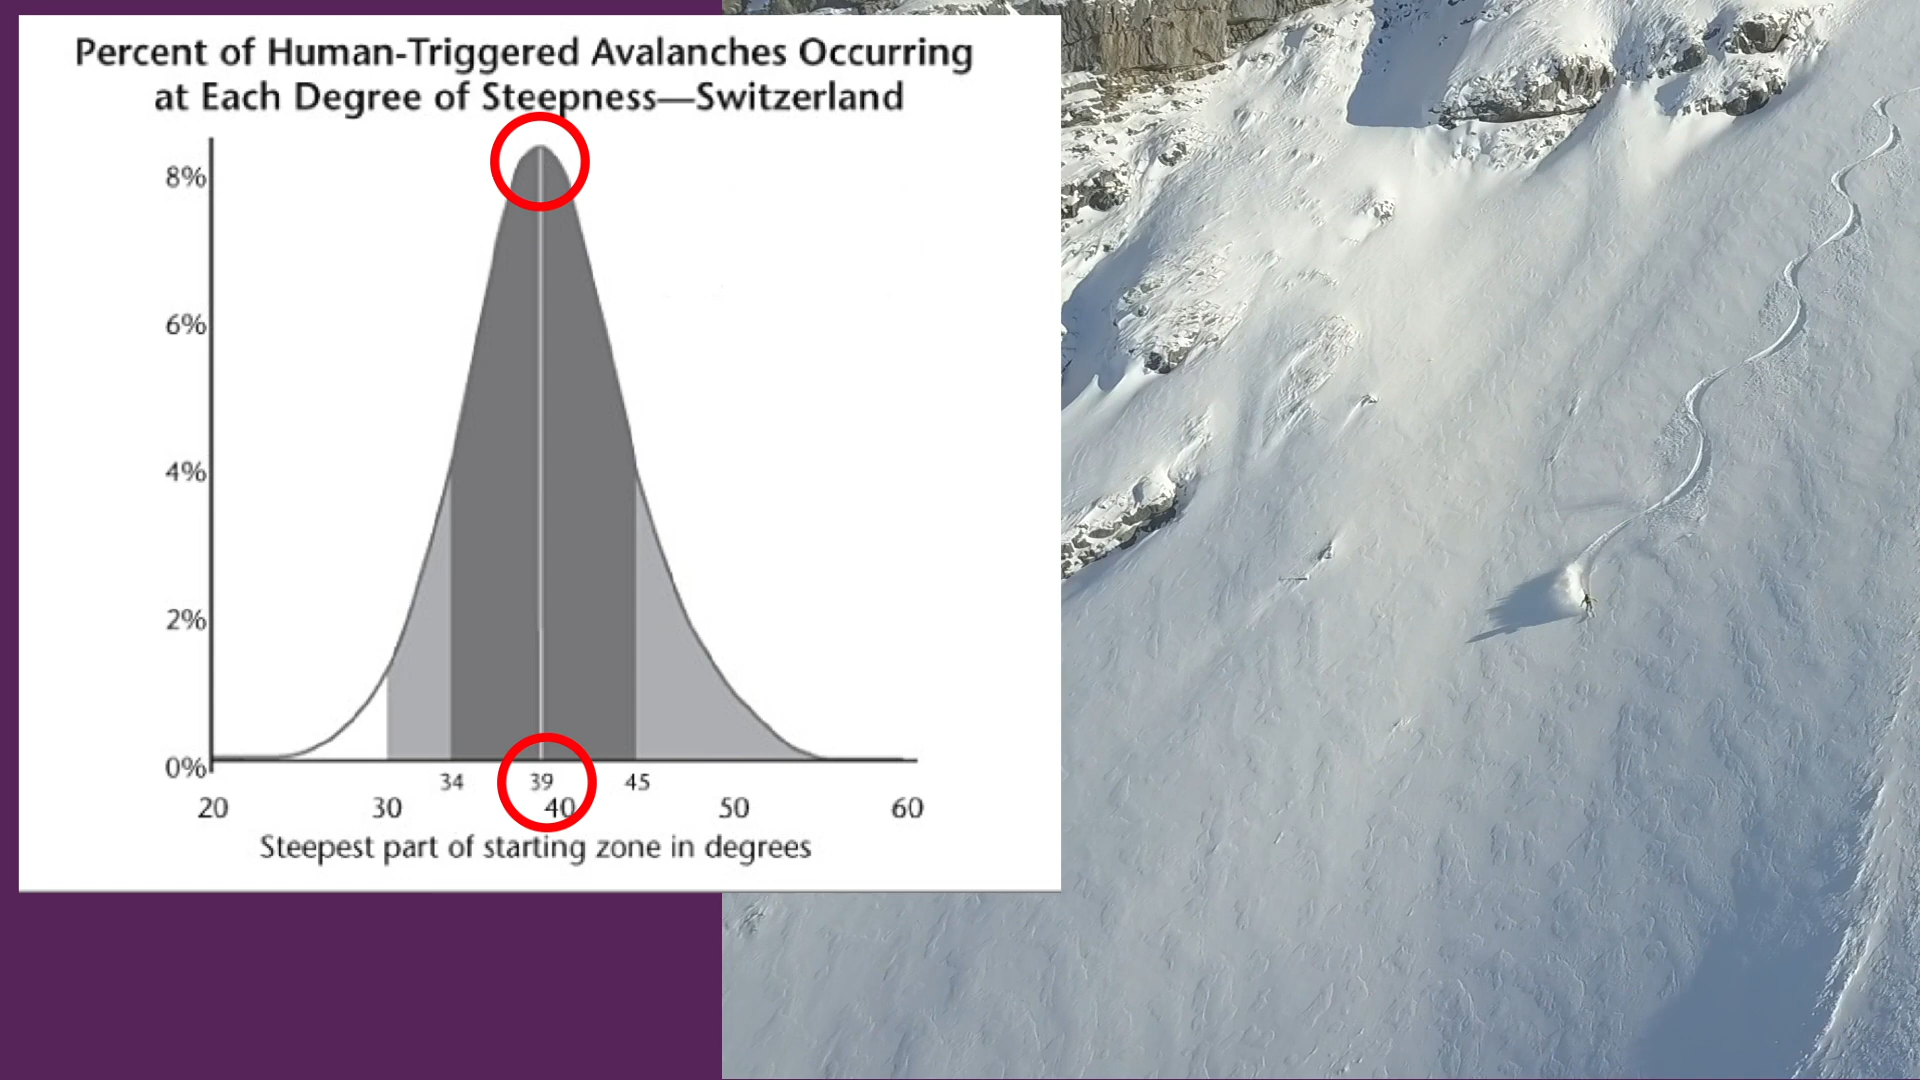 Percent of Human-Triggered Avalanches Occurring
at Each Degree of Steepness—Switzerland
8%
6%
4%
2%
0%
34 39 45
20 30 40 50 60
Steepest part of starting zone in degrees